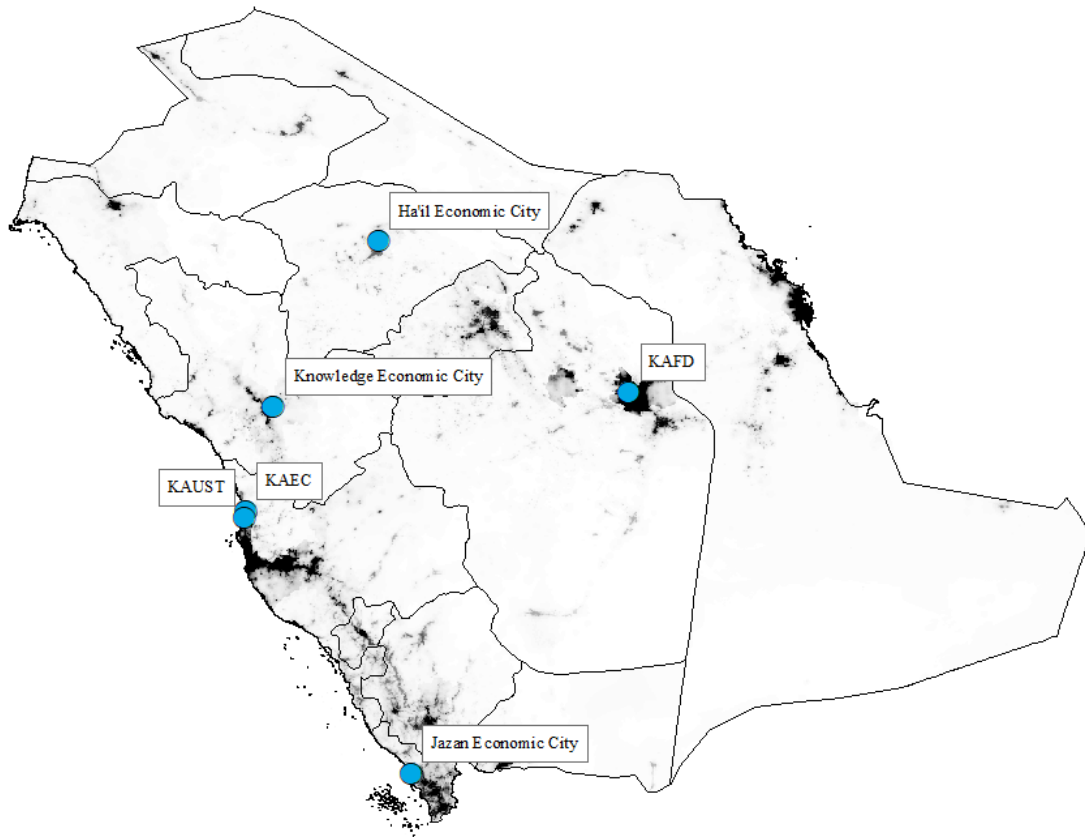 Ha'il Economic City
KAFD
Knowledge Economic City
KAEC
KAUST
Jazan Economic City